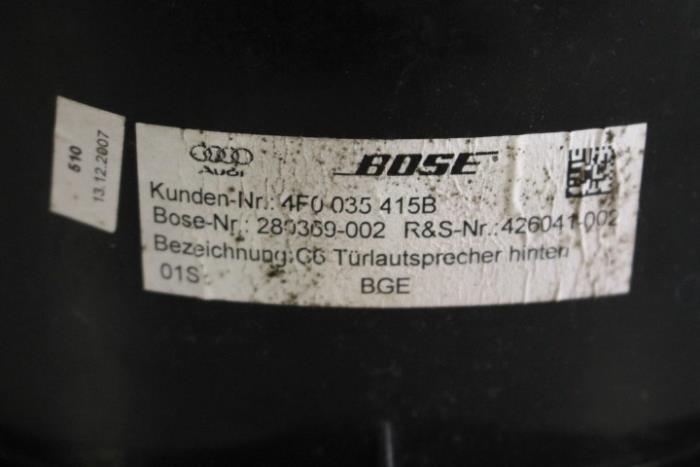 510
13.12.2007
Audi
BOSE
Kunden-Nr.: 4F0 035 415B
Bose-Nr.: 280369-002 R&S-Nr.:426041-002
Bezeichnung:C6 Türlautsprecher hinten
01S BGE